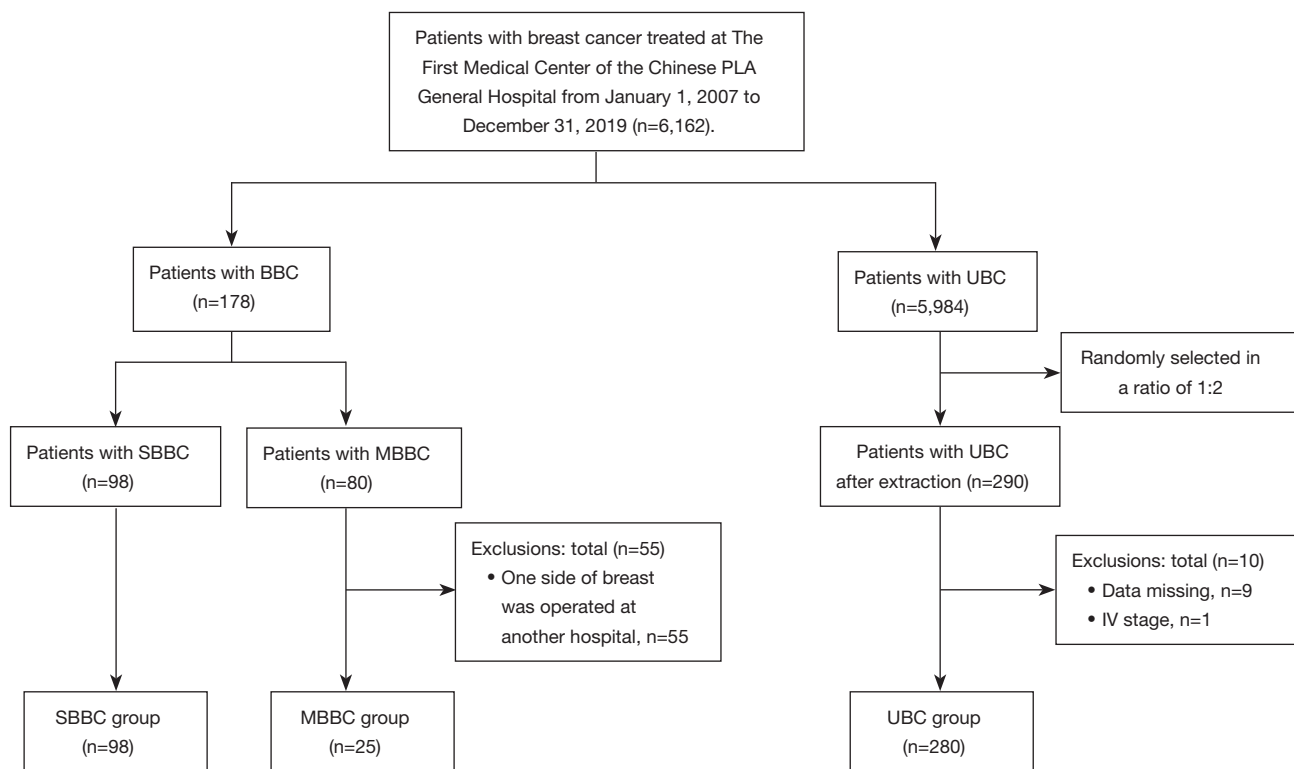 Patients with breast cancer treated at The
First Medical Center of the Chinese PLA
General Hospital from January 1, 2007 to
December 31, 2019 (n=6,162).
Patients with BBC
(n=178)
Patients with UBC
(n=5,984)
Randomly selected in
a ratio of 1:2
Patients with SBBC
(n=98)
Patients with MBBC
(n=80)
Patients with UBC
after extraction (n=290)
Exclusions: total (n=55)
• One side of breast
was operated at
another hospital, n=55
Exclusions: total (n=10)
• Data missing, n=9
• IV stage, n=1
SBBC group
(n=98)
MBBC group
(n=25)
UBC group
(n=280)